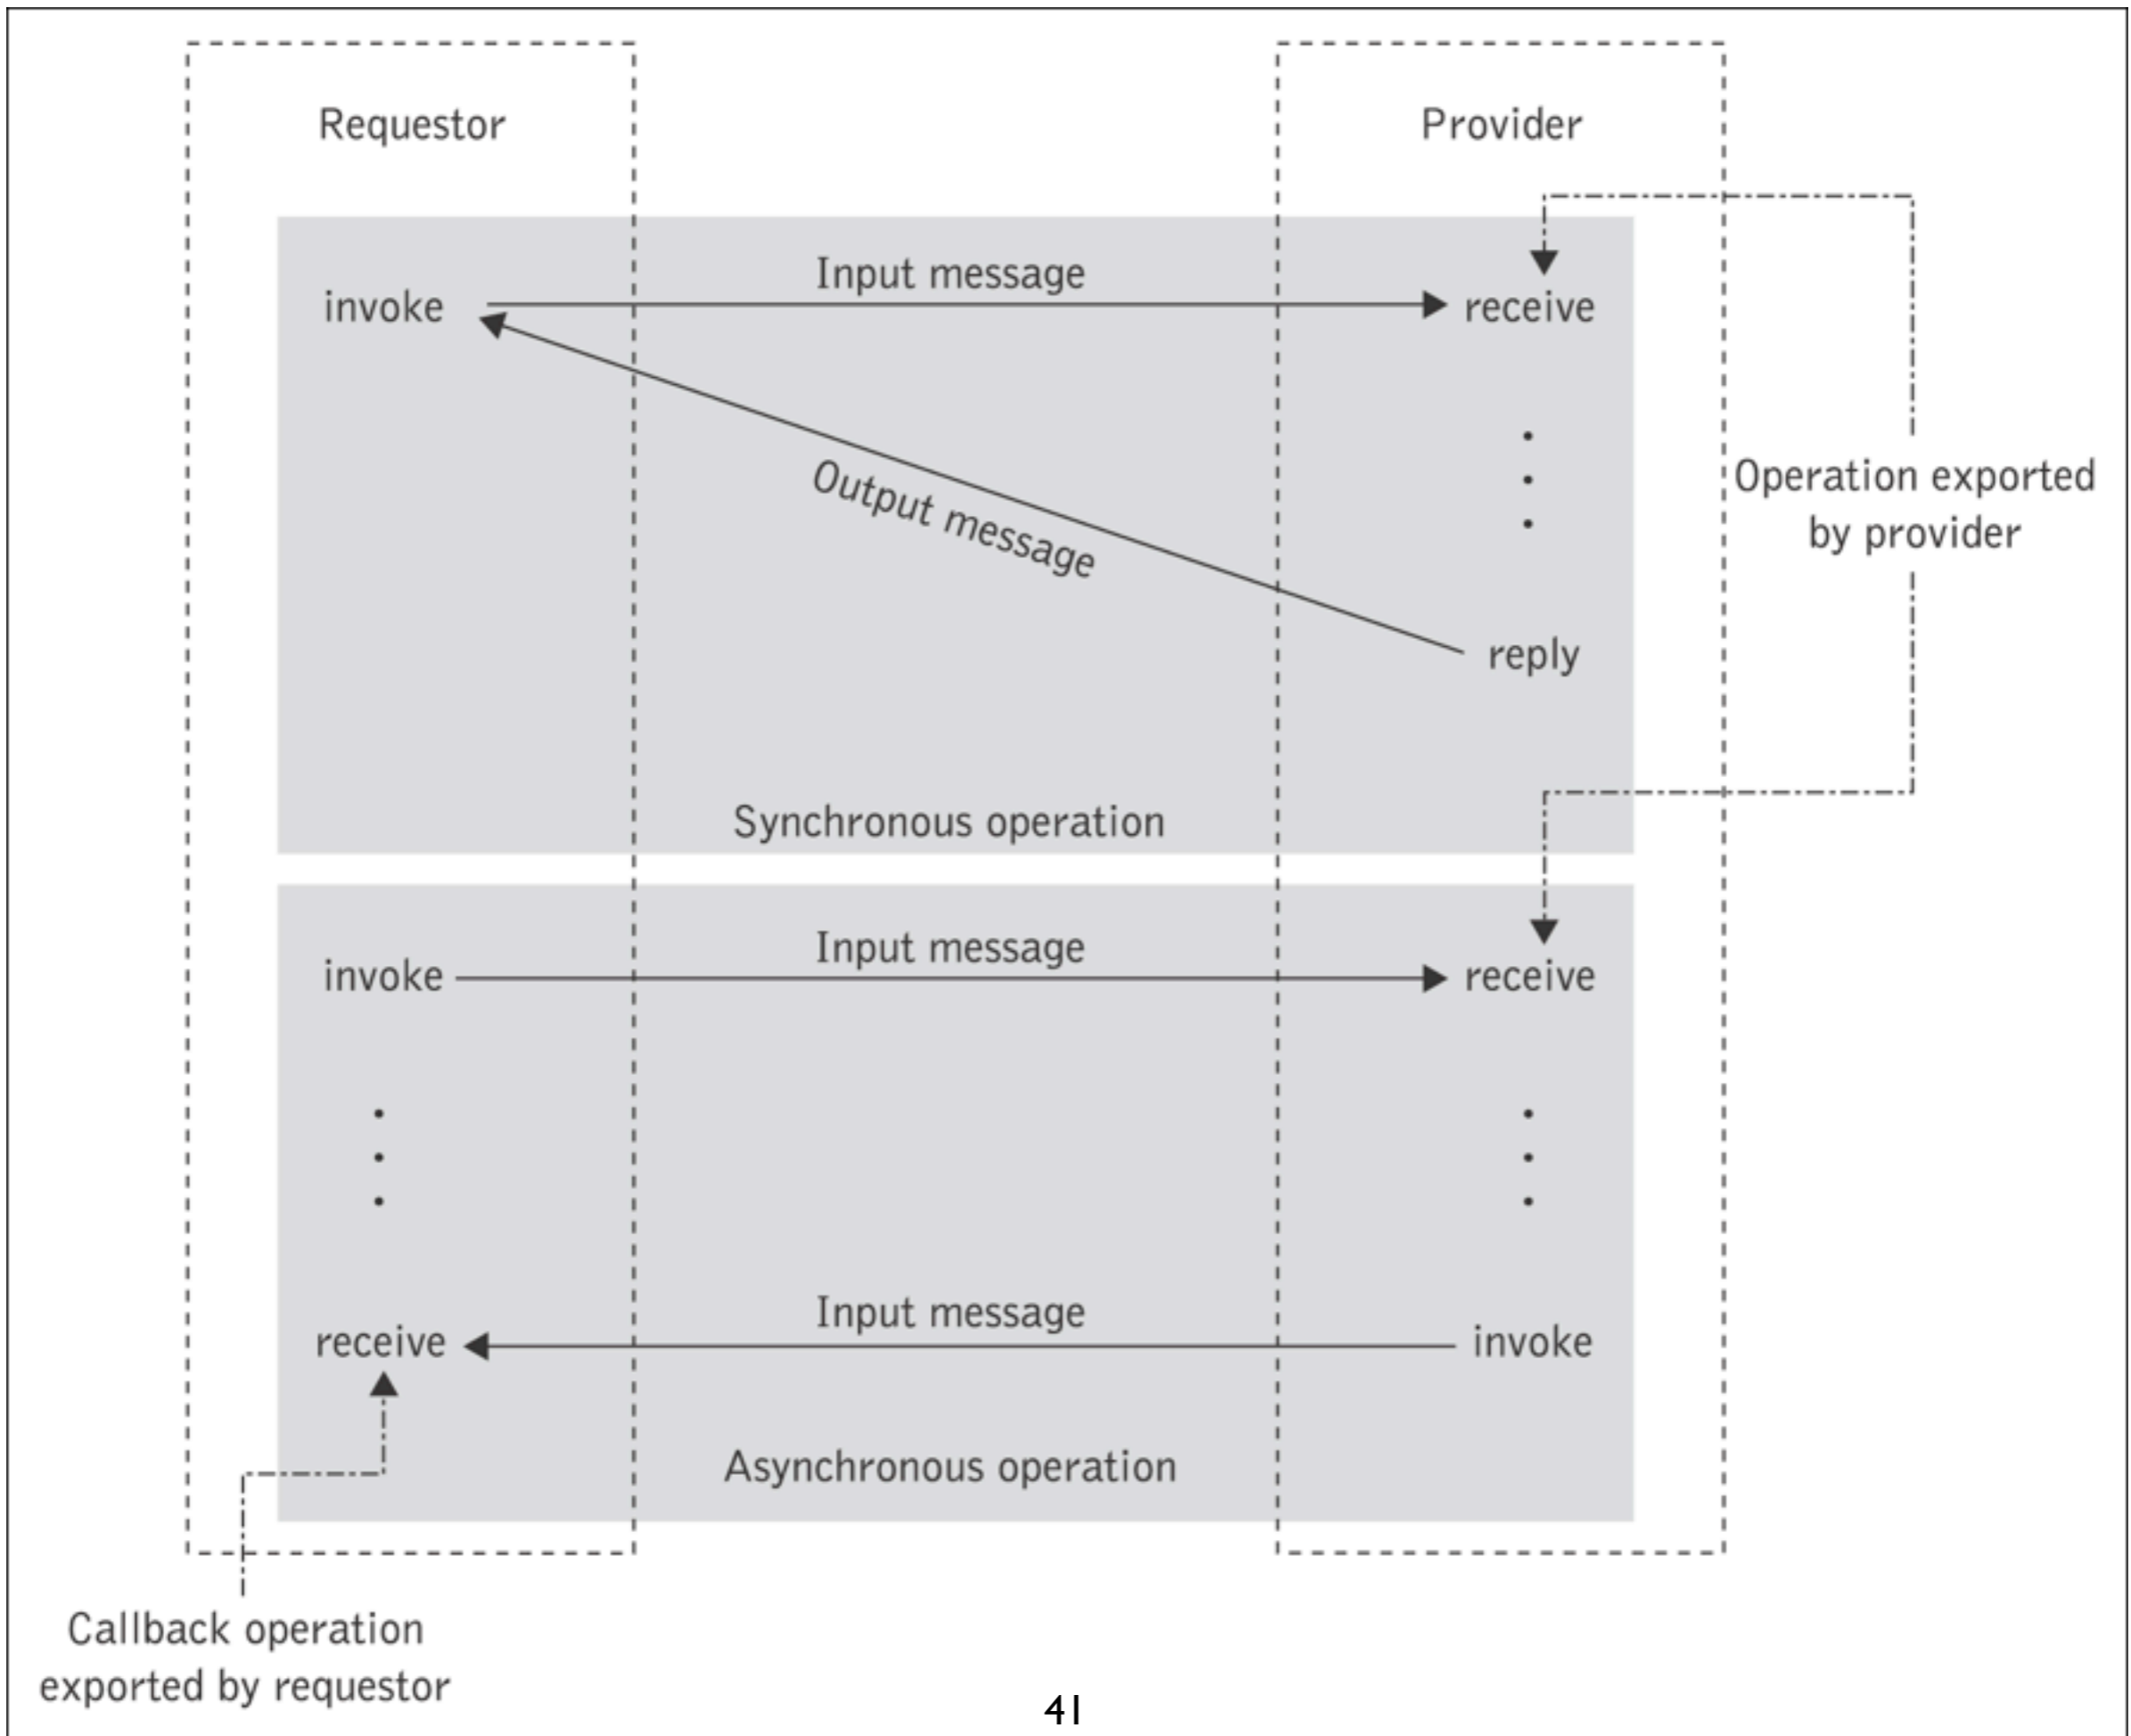 Requestor
Provider
Input message
invoke
receive
Output message
Operation exported
by provider
reply
Synchronous operation
Input message
invoke
receive
Input message
receive
invoke
Asynchronous operation
Callback operation
exported by requestor
41